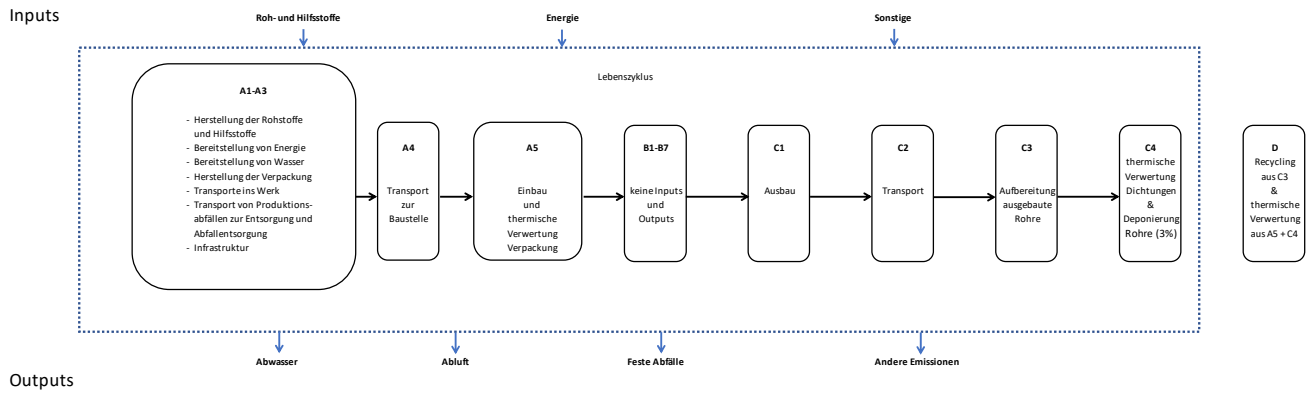 Inputs
Roh- und Hilfsstoffe
Energie
Sonstige
Lebenszyklus
A1-A3
- Herstellung der Rohstoffe
und Hilfsstoffe
- Bereitstellung von Energie
- Bereitstellung von Wasser
- Herstellung der Verpackung
- Transporte ins Werk
- Transport von Produktions-
abfällen zur Entsorgung und
Abfallentsorgung
- Infrastruktur
A4
Transport
zur
Baustelle
A5
Einbau
und
thermische
Verwertung
Verpackung
B1-B7
keine Inputs
und
Outputs
C1
Ausbau
C2
Transport
C3
Aufbereitung
ausgebaute
Rohre
C4
thermische
Verwertung
Dichtungen
&
Deponierung
Rohre (3%)
D
Recycling
aus C3
&
thermische
Verwertung
aus A5 + C4
Abwasser
Abluft
Feste Abfälle
Andere Emissionen
Outputs